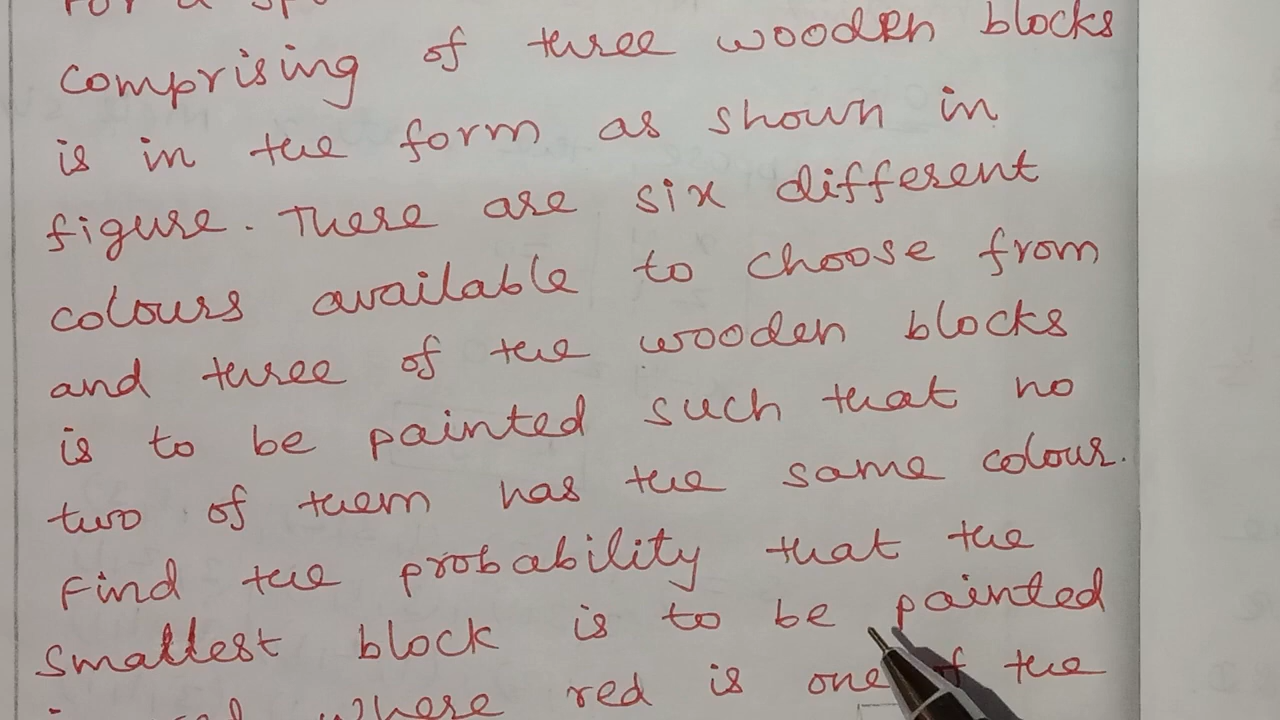 For a
comprising of three wooden blocks
is in the form as shown in
figure. There are six different
colours available to choose from
and three of the wooden blocks
is to be painted such that no
two of them has the same colour.
Find the probability that the
smallest block is to be painted
where red is one of the